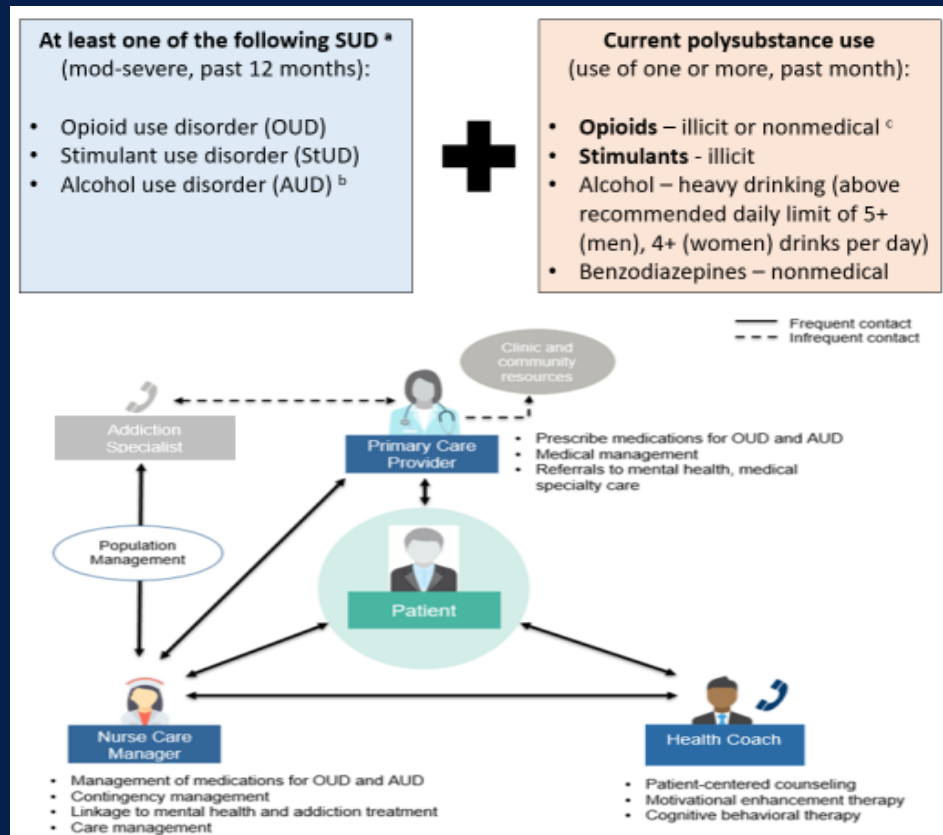 At least one of the following SUD ᵃ
(mod-severe, past 12 months):
• Opioid use disorder (OUD)
• Stimulant use disorder (StUD)
• Alcohol use disorder (AUD) ᵇ
Current polysubstance use
(use of one or more, past month):
• Opioids – illicit or nonmedical ᶜ
• Stimulants - illicit
• Alcohol – heavy drinking (above
recommended daily limit of 5+
(men), 4+ (women) drinks per day)
• Benzodiazepines – nonmedical
Frequent contact
Infrequent contact
Clinic and
community
resources
Addiction
Specialist
Primary Care
Provider
• Prescribe medications for OUD and AUD
• Medical management
• Referrals to mental health, medical
specialty care
Population
Management
Patient
Nurse Care
Manager
• Management of medications for OUD and AUD
• Contingency management
• Linkage to mental health and addiction treatment
• Care management
Health Coach
• Patient-centered counseling
• Motivational enhancement therapy
• Cognitive behavioral therapy